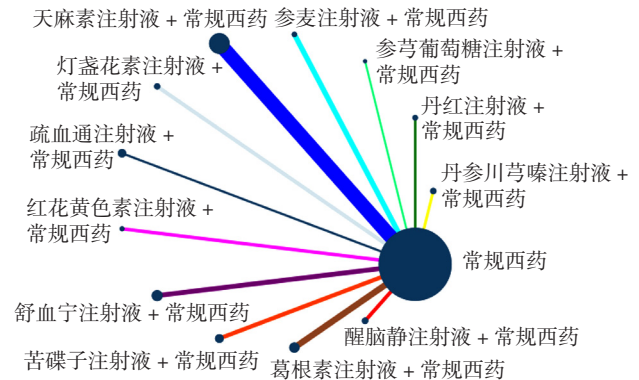 天麻素注射液 + 常规西药
参麦注射液 + 常规西药
参芎葡萄糖注射液 +
常规西药
灯盏花素注射液 +
常规西药
丹红注射液 +
常规西药
疏血通注射液 +
常规西药
丹参川芎嗪注射液 +
常规西药
红花黄色素注射液 +
常规西药
常规西药
舒血宁注射液 + 常规西药
醒脑静注射液 + 常规西药
苦碟子注射液 + 常规西药
葛根素注射液 + 常规西药